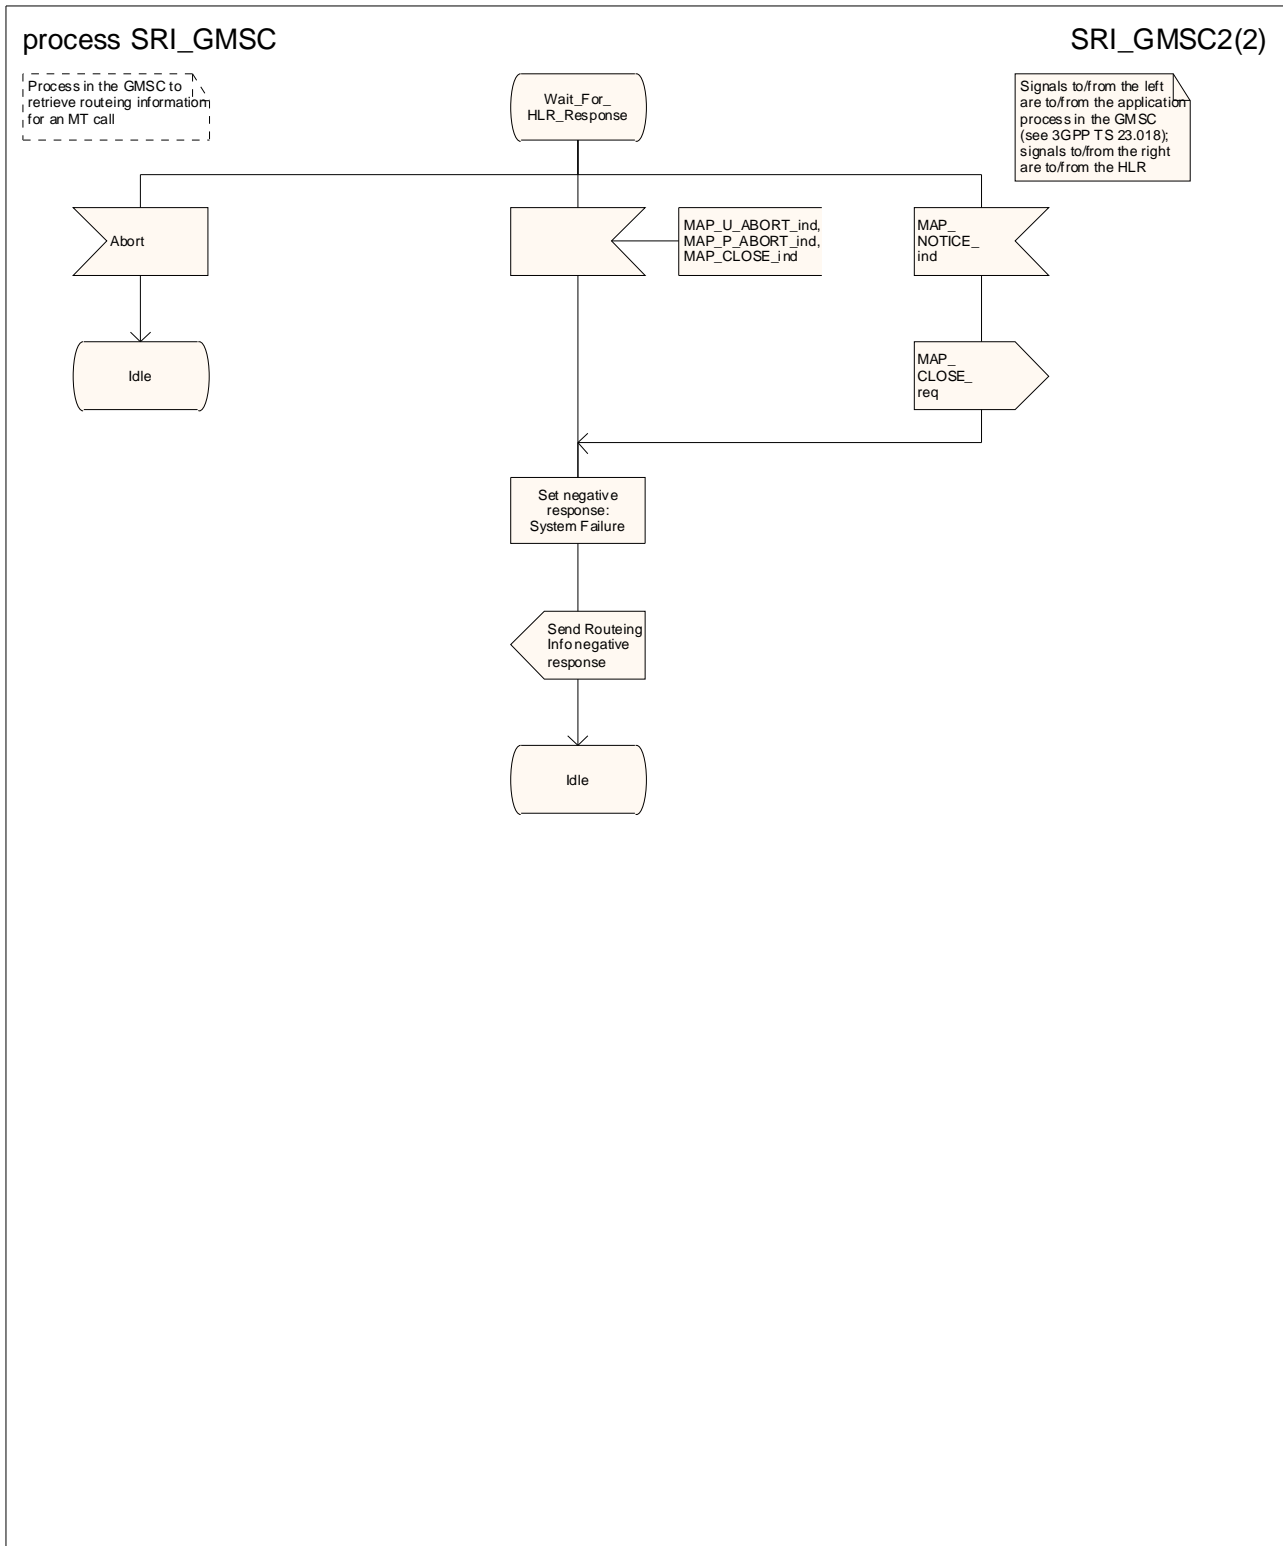 process SRI_GMSC
SRI_GMSC2(2)
Process in the GMSC to
retrieve routeing information
for an MT call
Wait_For_
HLR_Response
Signals to/from the left
are to/from the application
process in the GMSC
(see 3GPP TS 23.018);
signals to/from the right
are to/from the HLR
Abort
MAP_U_ABORT_ind,
MAP_P_ABORT_ind,
MAP_CLOSE_ind
MAP_
NOTICE_
ind
Idle
MAP_
CLOSE_
req
Set negative
response:
System Failure
Send Routeing
Info negative
response
Idle